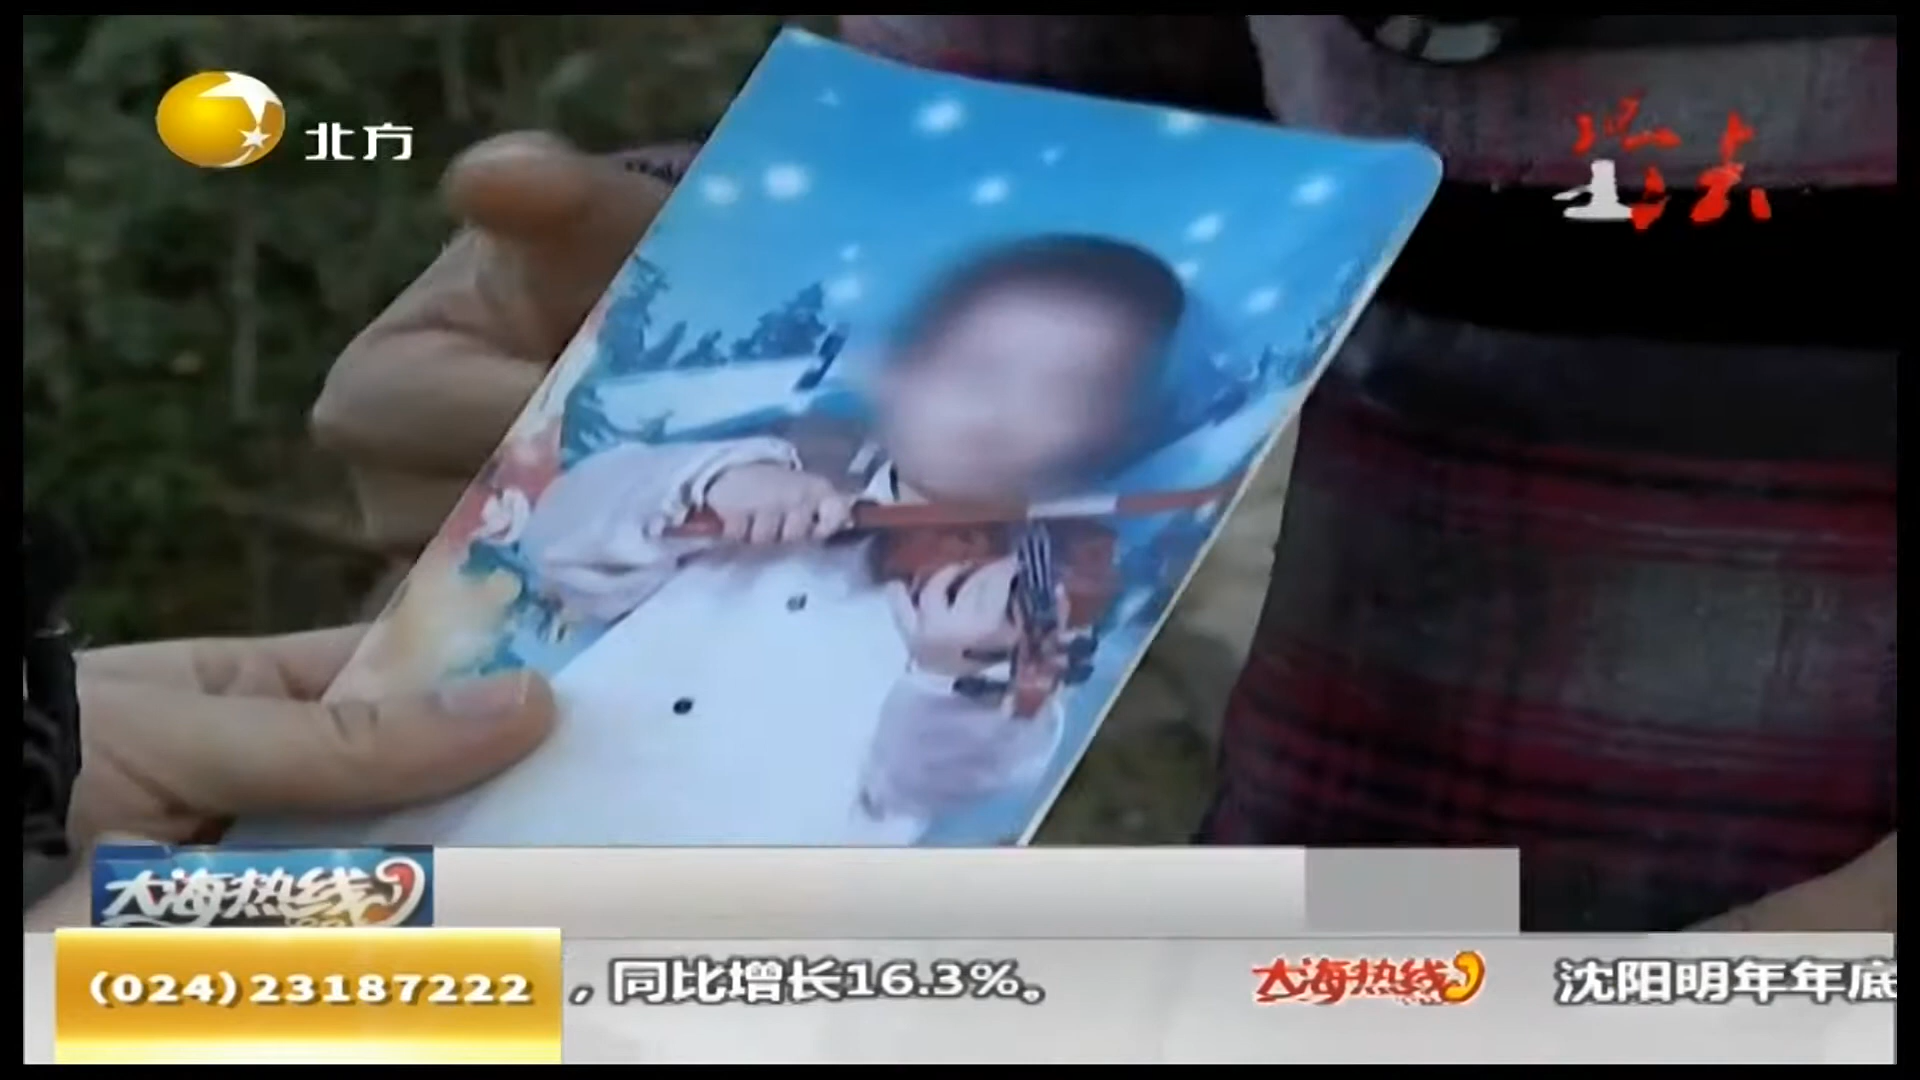 北方
大海热线
(024)23187222
，同比增长16.3%。
大海热线
沈阳明年年底